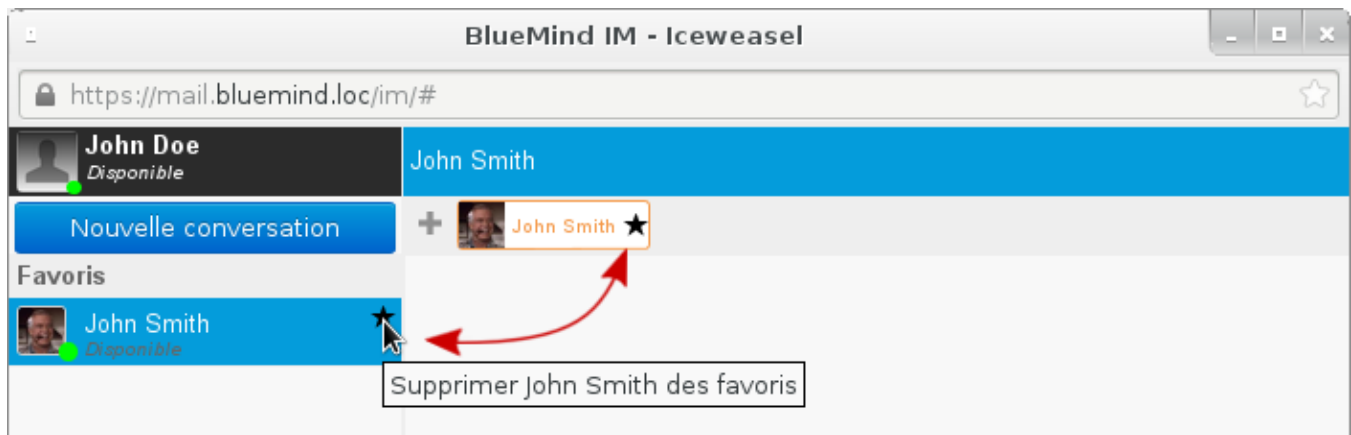 BlueMind IM - Iceweasel
https://mail.bluemind.loc/im/#
John Doe
Disponible
John Smith
Nouvelle conversation
John Smith
Favoris
John Smith
Disponible
Supprimer John Smith des favoris